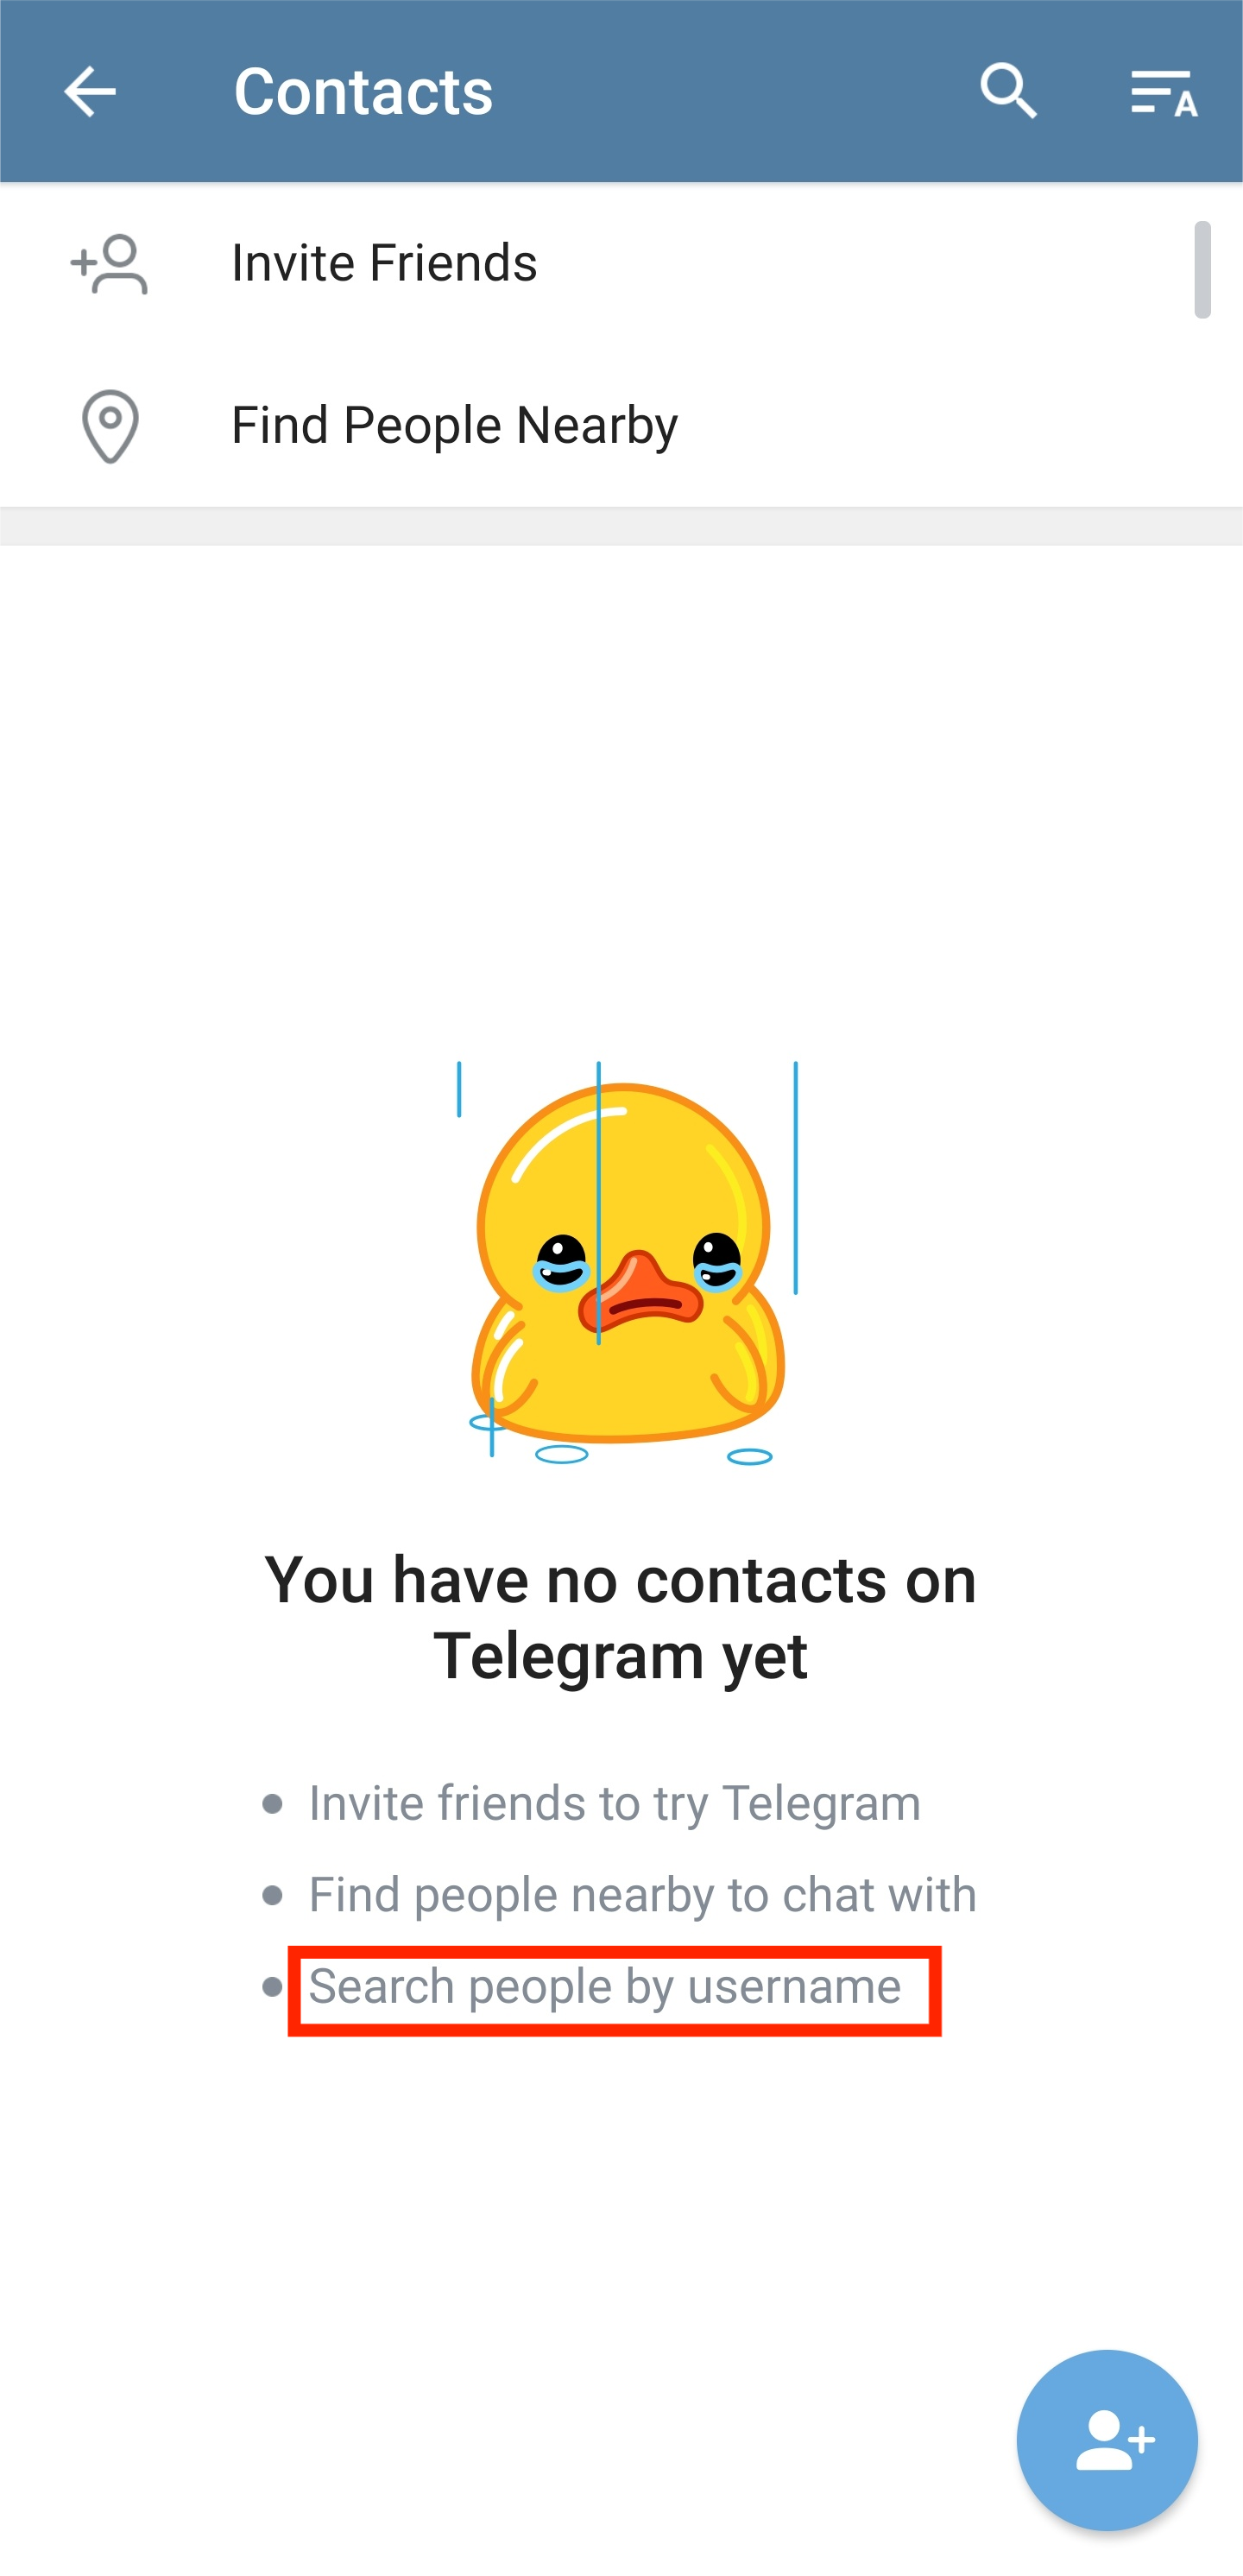 Contacts
A
Invite Friends
Find People Nearby
You have no contacts on
Telegram yet
Invite friends to try Telegram
Find people nearby to chat with
Search people by username